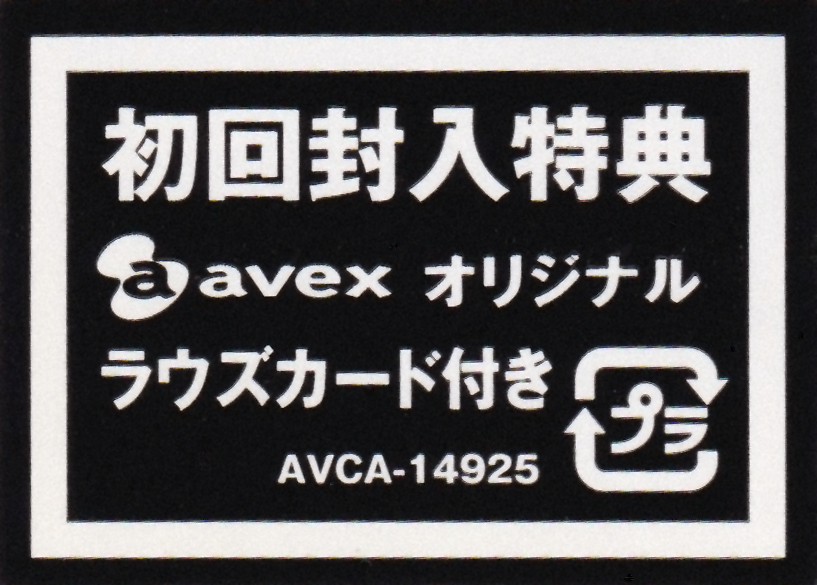 初回封入特典
a avex オリジナル
ラウズカード付き
プラ
AVCA-14925